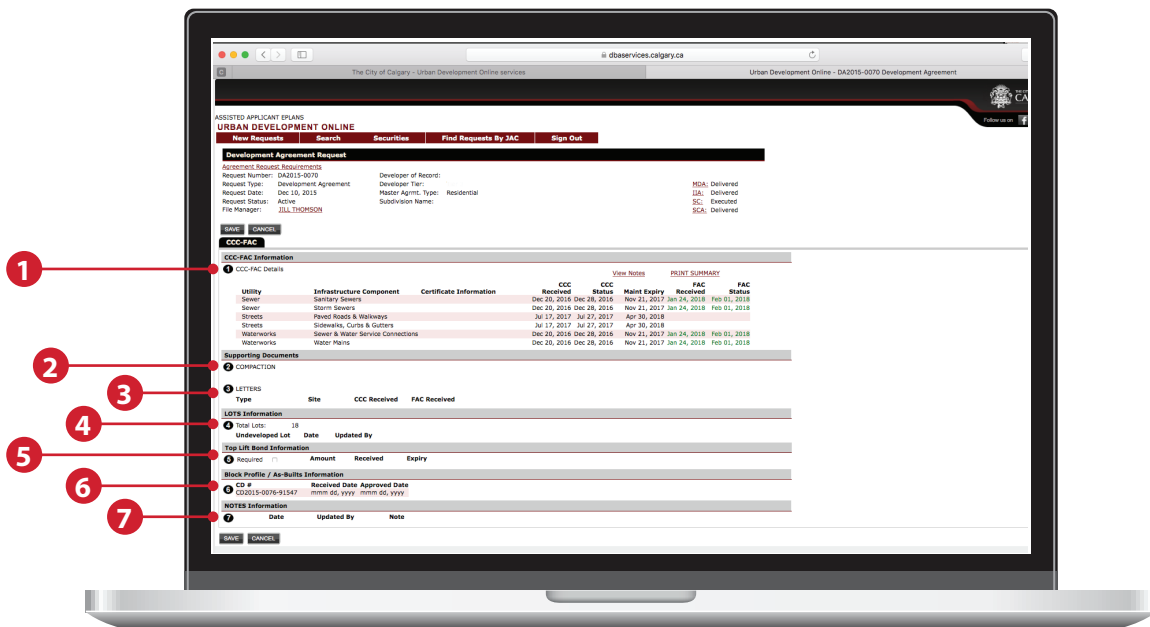 dbaservices.calgary.ca
C
The City of Calgary - Urban Development Online services
Urban Development Online - DA2015-0070 Development Agreement
THE CITY
CA
Follow us on f
ASSISTED APPLICANT EPLANS
URBAN DEVELOPMENT ONLINE
New Requests Search Securities Find Requests By JAC Sign Out
Development Agreement Request
Agreement Request Requirements
Request Number: DA2015-0070 Developer of Record:
Request Type: Development Agreement Developer Tier: MDA: Delivered
Request Date: Dec 10, 2015 Master Agrmt. Type: Residential IIA: Delivered
Request Status: Active Subdivision Name: SC: Executed
File Manager: JILL THOMSON SCA: Delivered
SAVE CANCEL
CCC-FAC
CCC-FAC Information
1 1 CCC-FAC Details View Notes PRINT SUMMARY
CCC CCC FAC FAC
Utility Infrastructure Component Certificate Information Received Status Maint Expiry Received Status
Sewer Sanitary Sewers Dec 20, 2016 Dec 28, 2016 Nov 21, 2017 Jan 24, 2018 Feb 01, 2018
Sewer Storm Sewers Dec 20, 2016 Dec 28, 2016 Nov 21, 2017 Jan 24, 2018 Feb 01, 2018
Streets Paved Roads & Walkways Jul 17, 2017 Jul 27, 2017 Apr 30, 2018
Streets Sidewalks, Curbs & Gutters Jul 17, 2017 Jul 27, 2017 Apr 30, 2018
Waterworks Sewer & Water Service Connections Dec 20, 2016 Dec 28, 2016 Nov 21, 2017 Jan 24, 2018 Feb 01, 2018
Waterworks Water Mains Dec 20, 2016 Dec 28, 2016 Nov 21, 2017 Jan 24, 2018 Feb 01, 2018
Supporting Documents
2 2 COMPACTION
3 3 LETTERS
Type Site CCC Received FAC Received
LOTS Information
4 4 Total Lots: 18
Undeveloped Lot Date Updated By
Top Lift Bond Information
5 5 Required Amount Received Expiry
Block Profile / As-Builts Information
6 6 CD # Received Date Approved Date
CD2015-0076-91547 mmm dd, yyyy mmm dd, yyyy
NOTES Information
7 7 Date Updated By Note
SAVE CANCEL